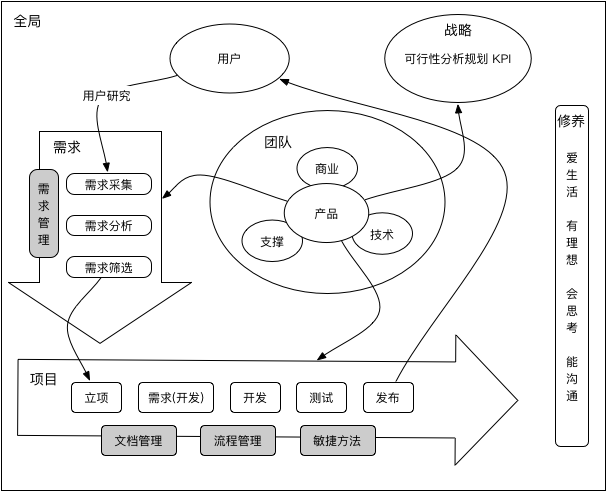 全局
用户
战略
可行性分析规划 KPI
用户研究
需求
需求管理
需求采集
需求分析
需求筛选
团队
商业
产品
支撑
技术
修养
爱生活
有理想
会思考
能沟通
项目
立项
需求(开发)
开发
测试
发布
文档管理
流程管理
敏捷方法